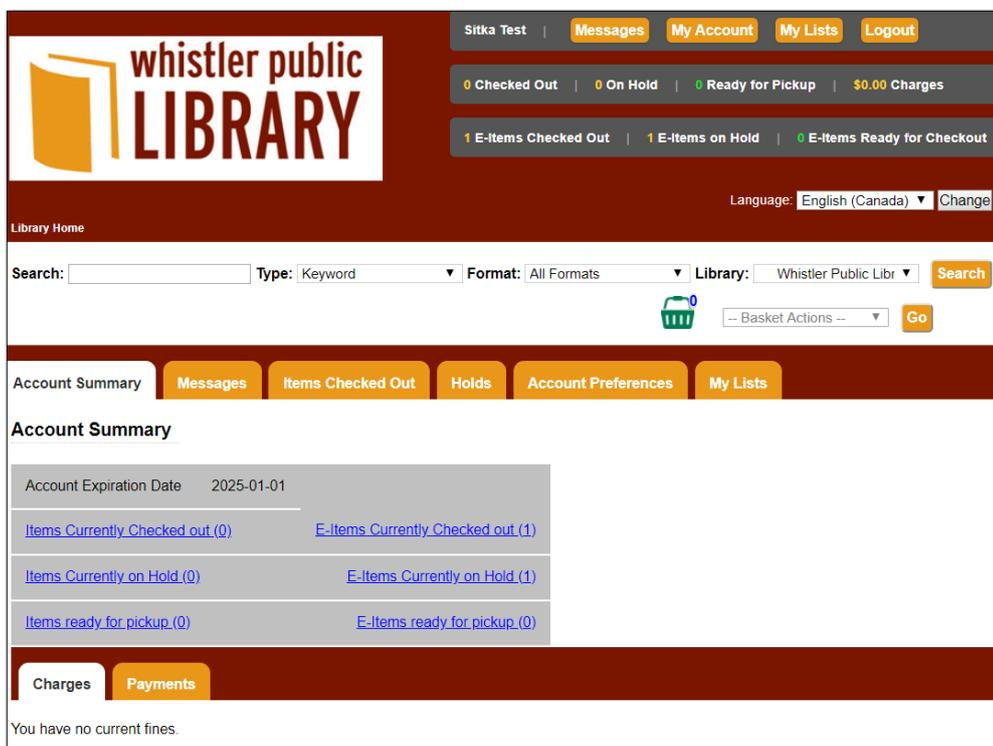 whistler public
LIBRARY
Sitka Test | Messages My Account My Lists Logout
0 Checked Out | 0 On Hold | 0 Ready for Pickup | $0.00 Charges
1 E-Items Checked Out | 1 E-Items on Hold | 0 E-Items Ready for Checkout
Language: English (Canada) Change
Library Home
Search: Type: Keyword Format: All Formats Library: Whistler Public Libr Search
0 -- Basket Actions -- Go
Account Summary Messages Items Checked Out Holds Account Preferences My Lists
Account Summary
Account Expiration Date 2025-01-01
Items Currently Checked out (0) E-Items Currently Checked out (1)
Items Currently on Hold (0) E-Items Currently on Hold (1)
Items ready for pickup (0) E-Items ready for pickup (0)
Charges Payments
You have no current fines.